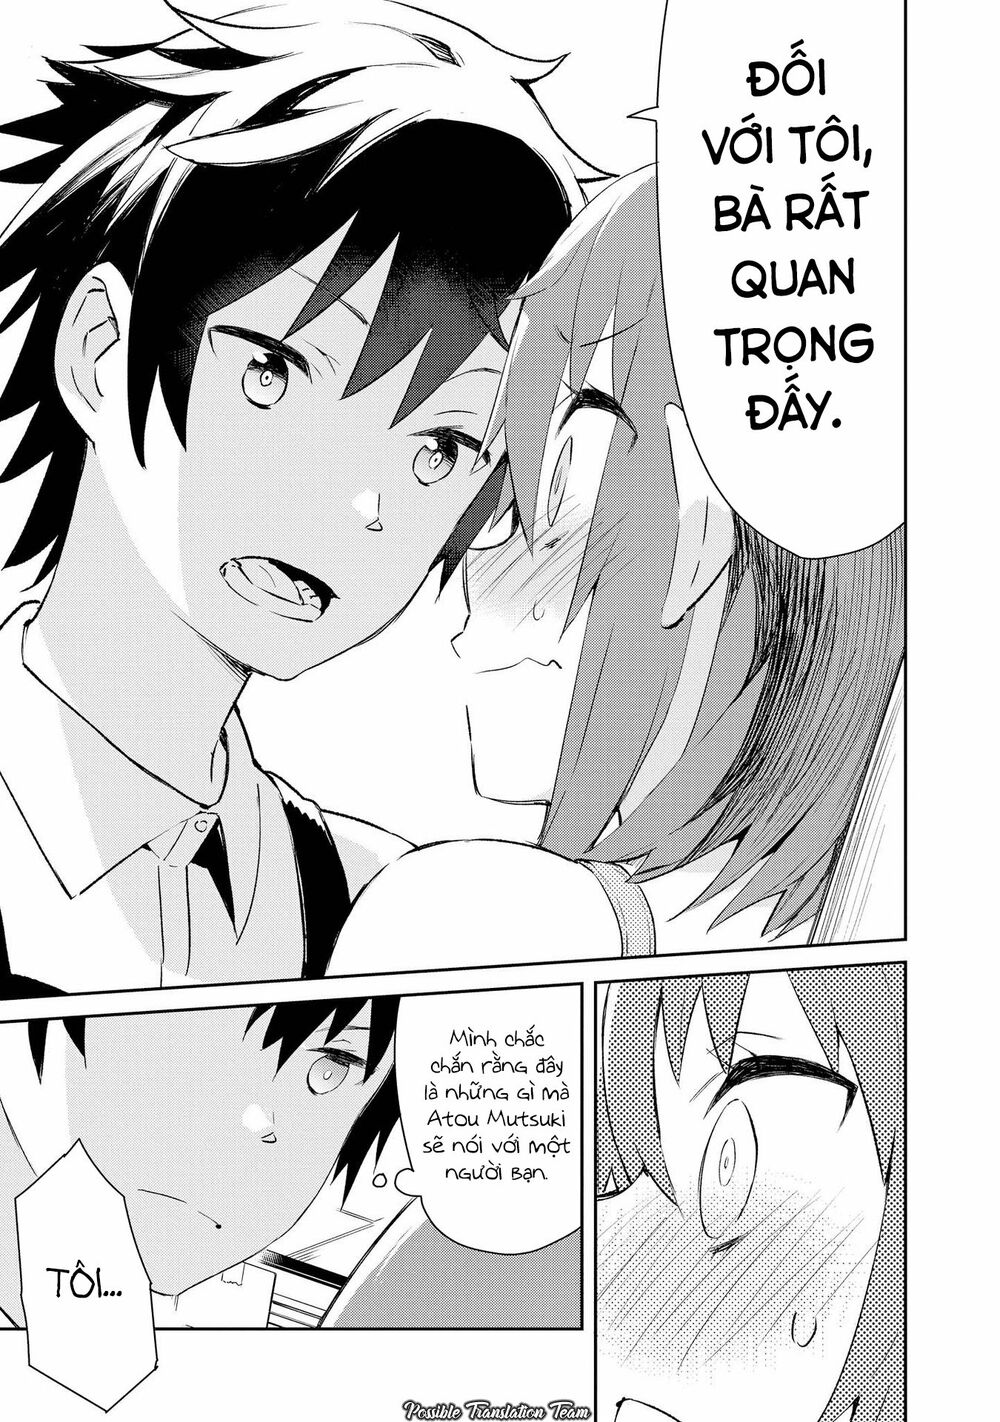 ĐỐI
VỚI TÔI,
BÀ RẤT
QUAN
TRỌNG
ĐẤY.
Mình chắc
chắn rằng đây
là những gì mà
Atou Mutsuki
sẽ nói với một
người bạn.
TÔI...
Possible Translation Team